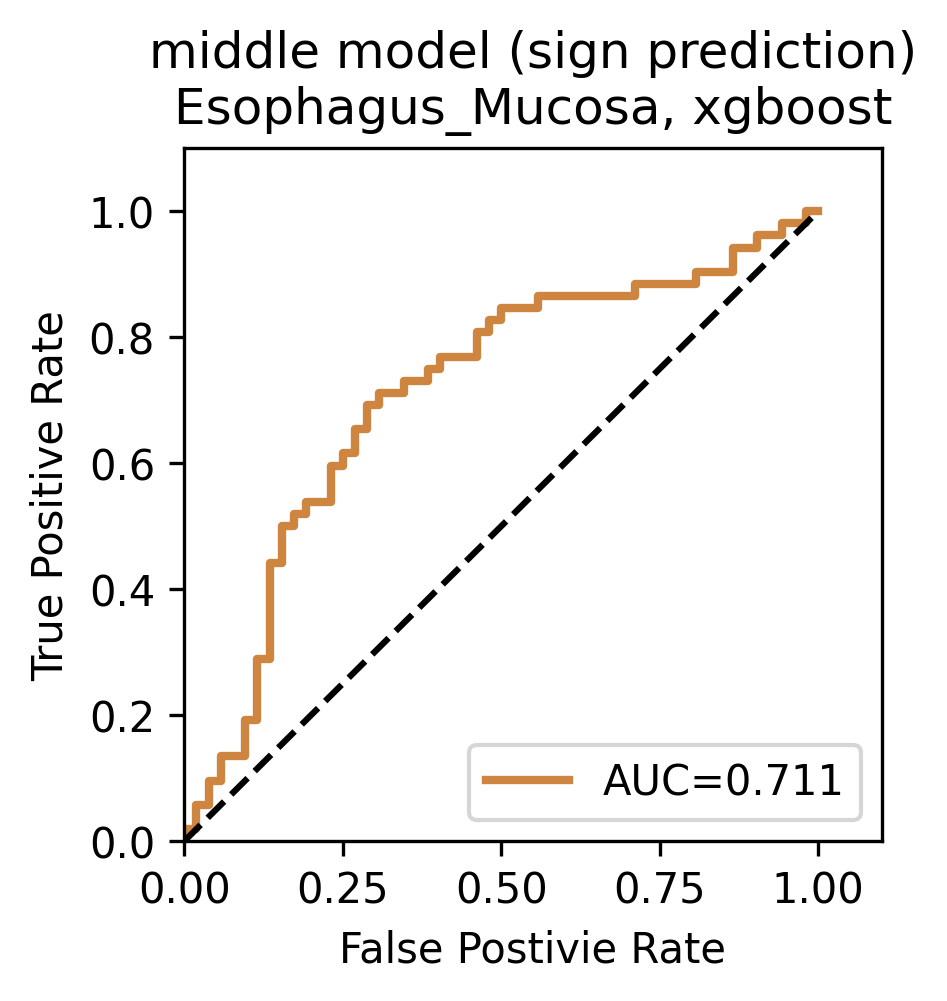 middle model (sign prediction)
Esophagus_Mucosa, xgboost
1.0
0.8
0.6
0.4
0.2
0.0
True Positive Rate
AUC=0.711
0.00 0.25 0.50 0.75 1.00
False Postivie Rate